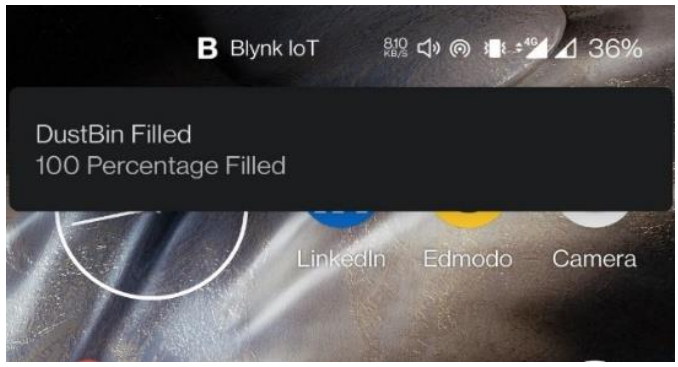 B Blynk IoT 8.10 KB/S 4G 36%
DustBin Filled
100 Percentage Filled
LinkedIn Edmodo Camera